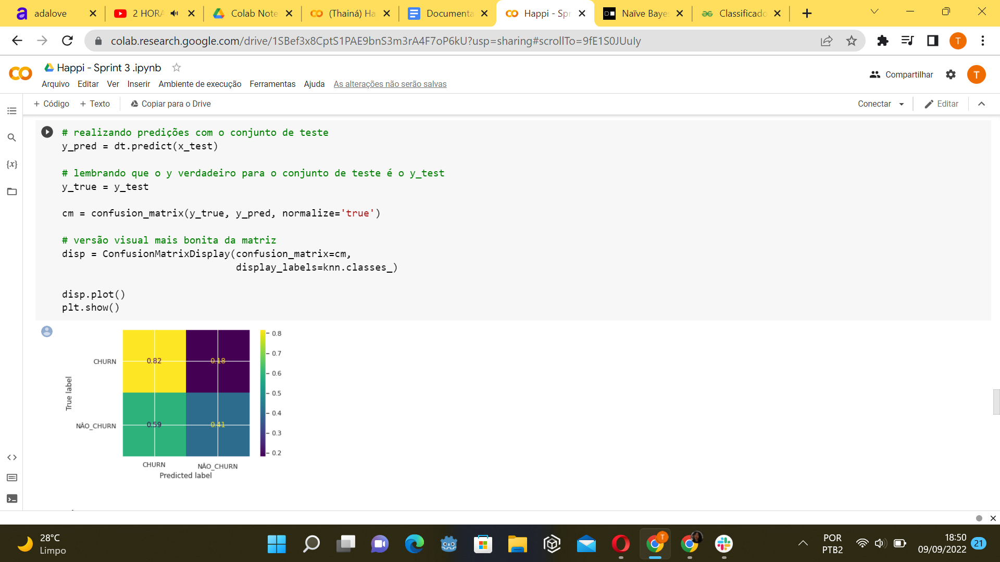 adalove
2 HORA
Colab Note
(Thainá) Ha
Documenta
Happi - Spr
Naïve Baye
Classificado
colab.research.google.com/drive/1SBef3x8CptS1PAE9bnS3m3rA4F7oP6kU?usp=sharing#scrollTo=9fE1S0JUuIy
T
Happi - Sprint 3 .ipynb
Compartilhar
T
Arquivo Editar Ver Inserir Ambiente de execução Ferramentas Ajuda As alterações não serão salvas
+ Código + Texto Copiar para o Drive
Conectar
Editar
{x}
# realizando predições com o conjunto de teste
y_pred = dt.predict(x_test)
# lembrando que o y verdadeiro para o conjunto de teste é o y_test
y_true = y_test
cm = confusion_matrix(y_true, y_pred, normalize='true')
# versão visual mais bonita da matriz
disp = ConfusionMatrixDisplay(confusion_matrix=cm,
display_labels=knn.classes_)
disp.plot()
plt.show()
True label
CHURN
NÃO_CHURN
0.82
0.18
0.59
0.41
CHURN
NÃO_CHURN
Predicted label
0.8
0.7
0.6
0.5
0.4
0.3
0.2
28°C
Limpo
T
POR
PTB2
18:50
09/09/2022
21